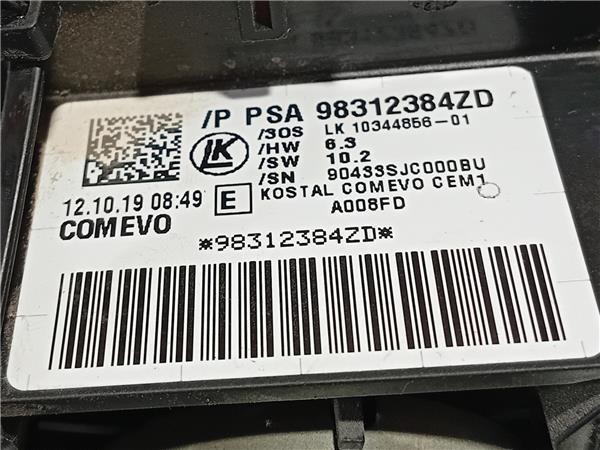 /P PSA 98312384ZD
/3OS LK 10344856-01
/HW 6.3
/SW 10.2
/SN 90433SJC000BU
LK
E
KOSTAL COMEVO CEM1
A008FD
12.10.19 08:49
COMEVO
*98312384ZD*